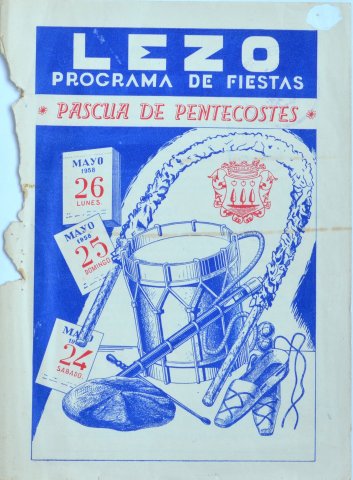 LEZO
PROGRAMA DE FIESTAS
* PASCUA DE PENTECOSTES *
MAYO
1958
26
LUNES.
MAYO
1958
25
DOMINGO
MAYO
24
SABADO.